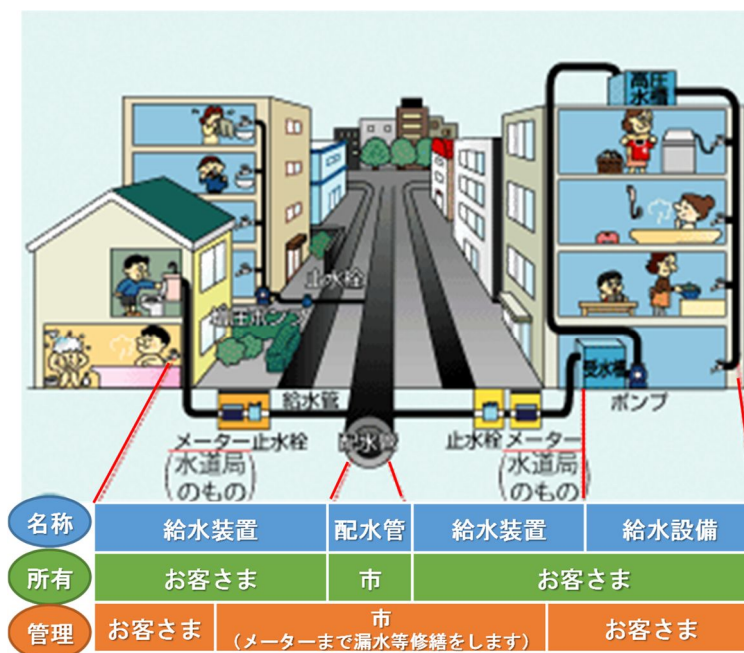 高圧
水槽
止水栓
増圧ポンプ
受水槽
ポンプ
給水管
メーター止水栓
配水管
止水栓 メーター
(水道局
のもの)
(水道局
のもの)
名称 給水装置 配水管 給水装置 給水設備
所有 お客さま 市 お客さま
管理 お客さま 市 お客さま
(メーターまで漏水等修繕をします)